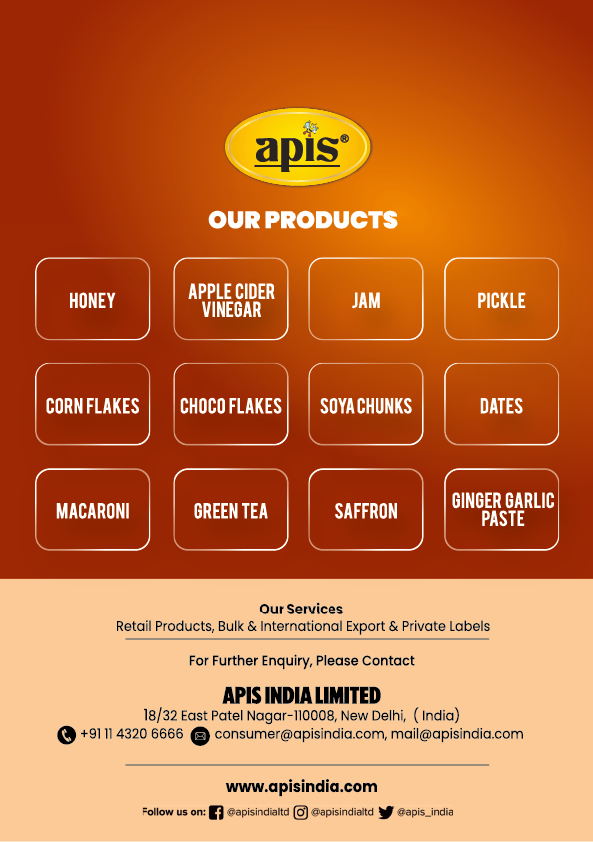 apis®
OUR PRODUCTS
HONEY
APPLE CIDER
VINEGAR
JAM
PICKLE
CORN FLAKES
CHOCO FLAKES
SOYA CHUNKS
DATES
MACARONI
GREEN TEA
SAFFRON
GINGER GARLIC
PASTE
Our Services
Retail Products, Bulk & International Export & Private Labels
For Further Enquiry, Please Contact
APIS INDIA LIMITED
18/32 East Patel Nagar-110008, New Delhi, ( India)
+91 11 4320 6666 consumer@apisindia.com, mail@apisindia.com
www.apisindia.com
Follow us on: @apisindialtd @apisindialtd @apis_india